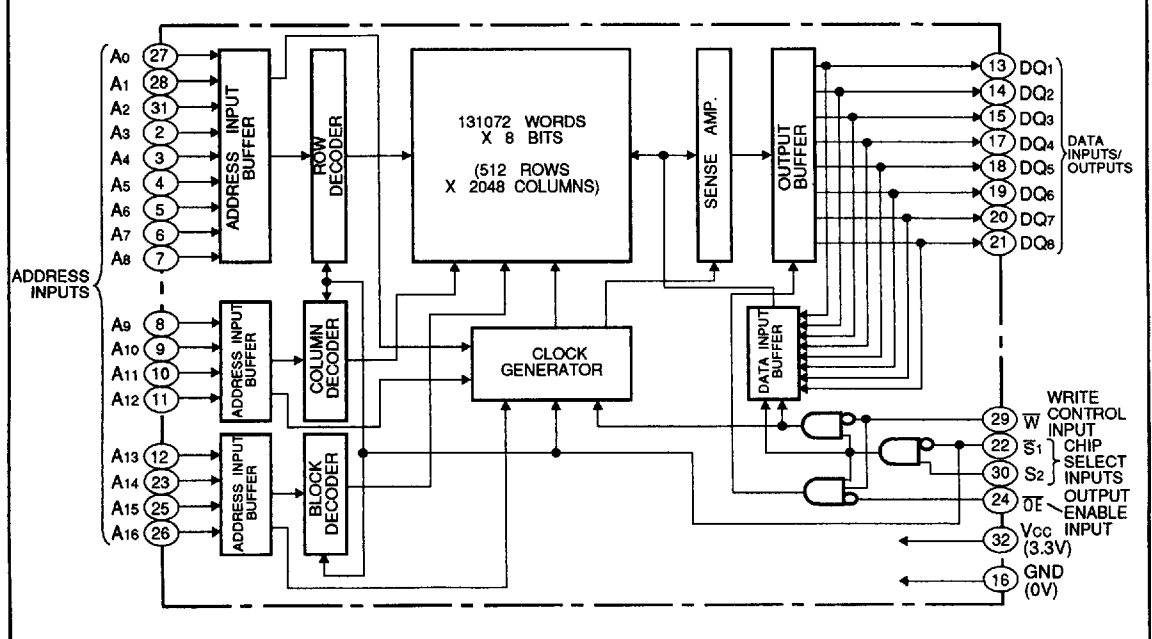 ADDRESS
INPUTS
A0 27
A1 28
A2 31
A3 2
A4 3
A5 4
A6 5
A7 6
A8 7
A9 8
A10 9
A11 10
A12 11
A13 12
A14 23
A15 25
A16 26
ADDRESS INPUT
BUFFER
ADDRESS INPUT
BUFFER
ADDRESS INPUT
BUFFER
ROW
DECODER
COLUMN
DECODER
BLOCK
DECODER
131072 WORDS
X 8 BITS
(512 ROWS
X 2048 COLUMNS)
CLOCK
GENERATOR
SENSE AMP.
OUTPUT
BUFFER
DATA INPUT
BUFFER
13 DQ1
14 DQ2
15 DQ3
17 DQ4
18 DQ5
19 DQ6
20 DQ7
21 DQ8
DATA
INPUTS/
OUTPUTS
29 W̅
WRITE
CONTROL
INPUT
22 S̅1
30 S2
CHIP
SELECT
INPUTS
24 O̅E̅
OUTPUT
ENABLE
INPUT
32 VCC
(3.3V)
16 GND
(0V)